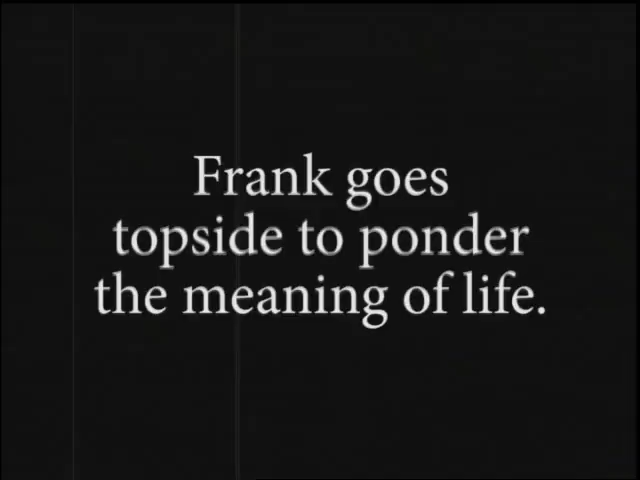 Frank goes
topside to ponder
the meaning of life.